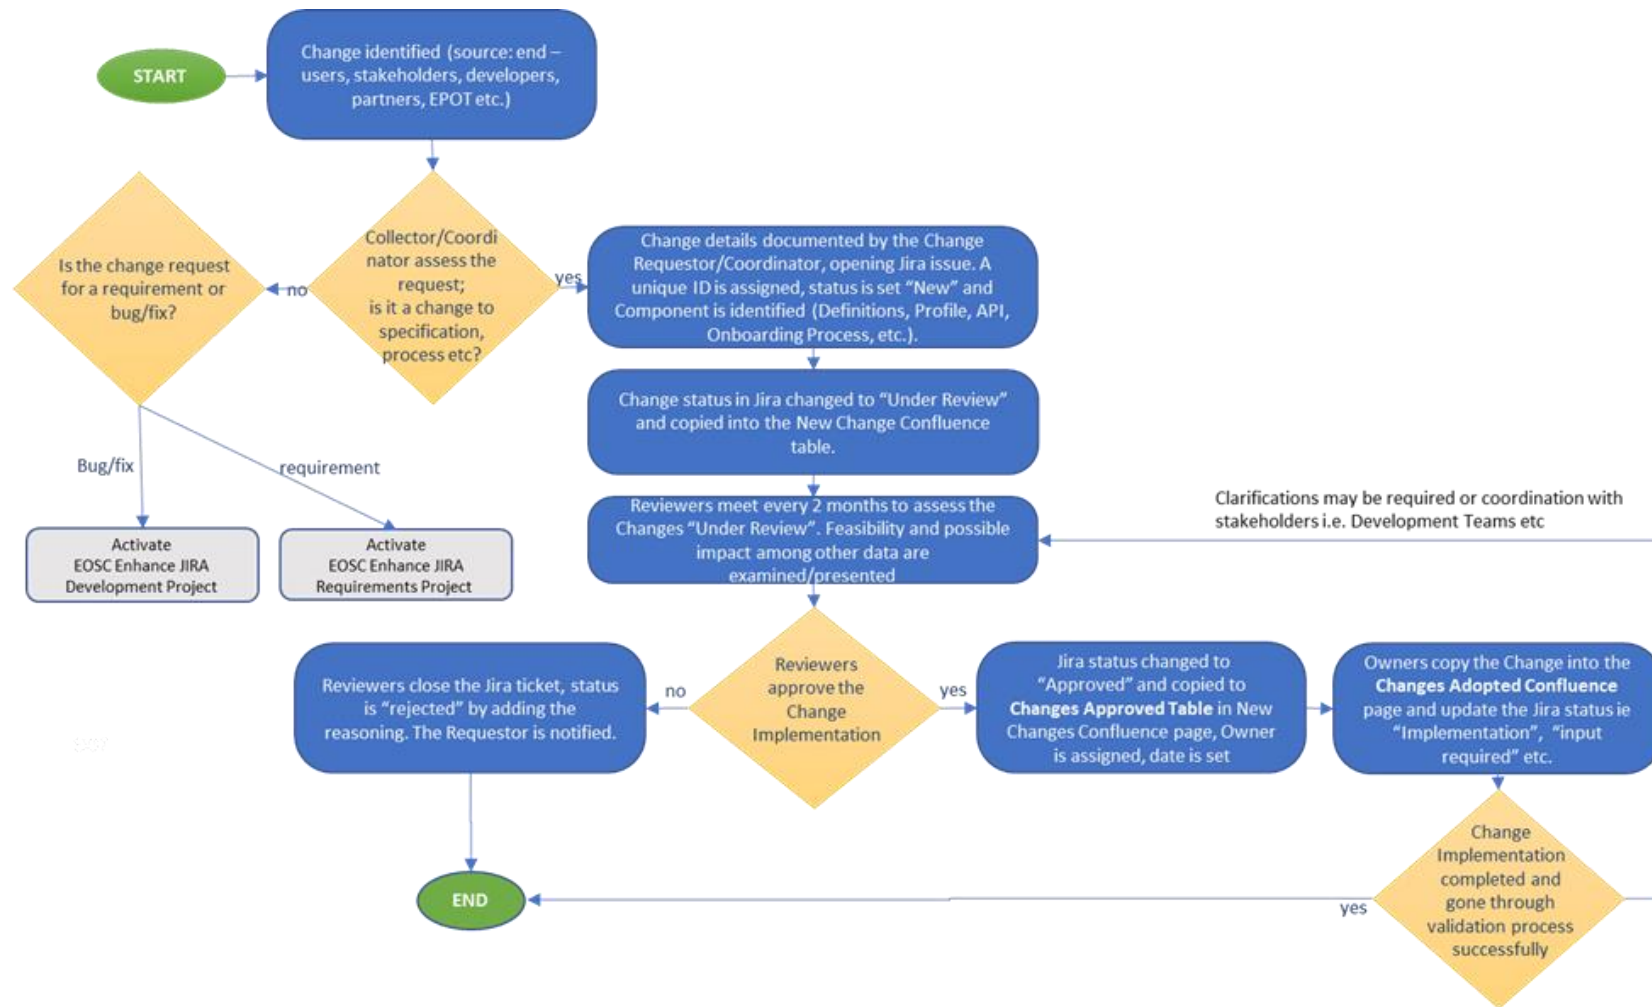 START
Change identified (source: end –
users, stakeholders, developers,
partners, EPOT etc.)
Is the change request
for a requirement or
bug/fix?
no
Collector/Coordi
nator assess the
request;
is it a change to
specification,
process etc?
yes
Change details documented by the Change
Requestor/Coordinator, opening Jira issue. A
unique ID is assigned, status is set “New” and
Component is identified (Definitions, Profile, API,
Onboarding Process, etc.).
Change status in Jira changed to “Under Review”
and copied into the New Change Confluence
table.
Bug/fix
requirement
Activate
EOSC Enhance JIRA
Development Project
Activate
EOSC Enhance JIRA
Requirements Project
Reviewers meet every 2 months to assess the
Changes “Under Review”. Feasibility and possible
impact among other data are
examined/presented
Clarifications may be required or coordination with
stakeholders i.e. Development Teams etc
Reviewers close the Jira ticket, status
is “rejected” by adding the
reasoning. The Requestor is notified.
no
Reviewers
approve the
Change
Implementation
yes
Jira status changed to
“Approved” and copied to
Changes Approved Table in New
Changes Confluence page, Owner
is assigned, date is set
Owners copy the Change into the
Changes Adopted Confluence
page and update the Jira status ie
“Implementation”, “input
required” etc.
END
yes
Change
Implementation
completed and
gone through
validation process
successfully